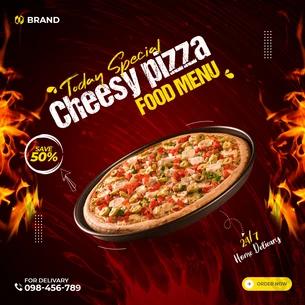 BRAND
Today Special
Cheesy pizza
FOOD MENU
SAVE
50%
24/7
Home Delivary
FOR DELIVARY
098-456-789
ORDER NOW